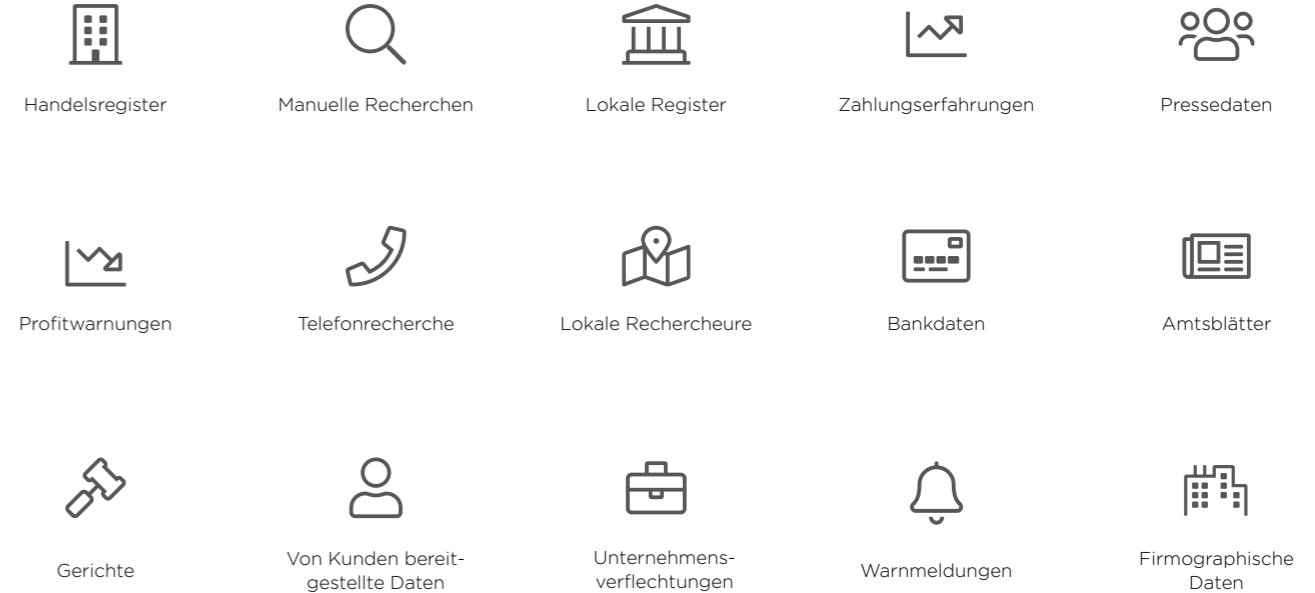 Handelsregister
Manuelle Recherchen
Lokale Register
Zahlungserfahrungen
Pressedaten
Profitwarnungen
Telefonrecherche
Lokale Rechercheure
Bankdaten
Amtsblätter
Gerichte
Von Kunden bereit-
gestellte Daten
Unternehmens-
verflechtungen
Warnmeldungen
Firmographische
Daten